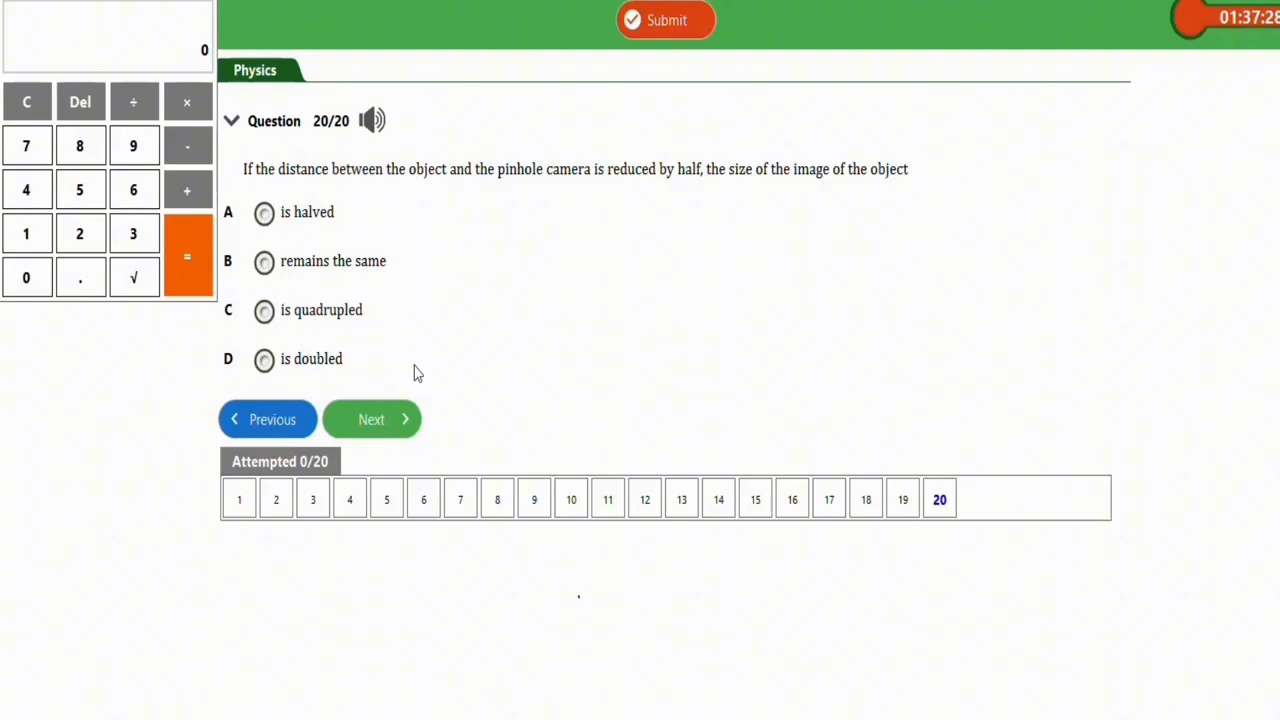 Submit
01:37:28
0
C Del ÷ ×
7 8 9 -
4 5 6 +
1 2 3 =
0 . √
Physics
Question 20/20
If the distance between the object and the pinhole camera is reduced by half, the size of the image of the object
A is halved
B remains the same
C is quadrupled
D is doubled
Previous Next
Attempted 0/20
1 2 3 4 5 6 7 8 9 10 11 12 13 14 15 16 17 18 19 20